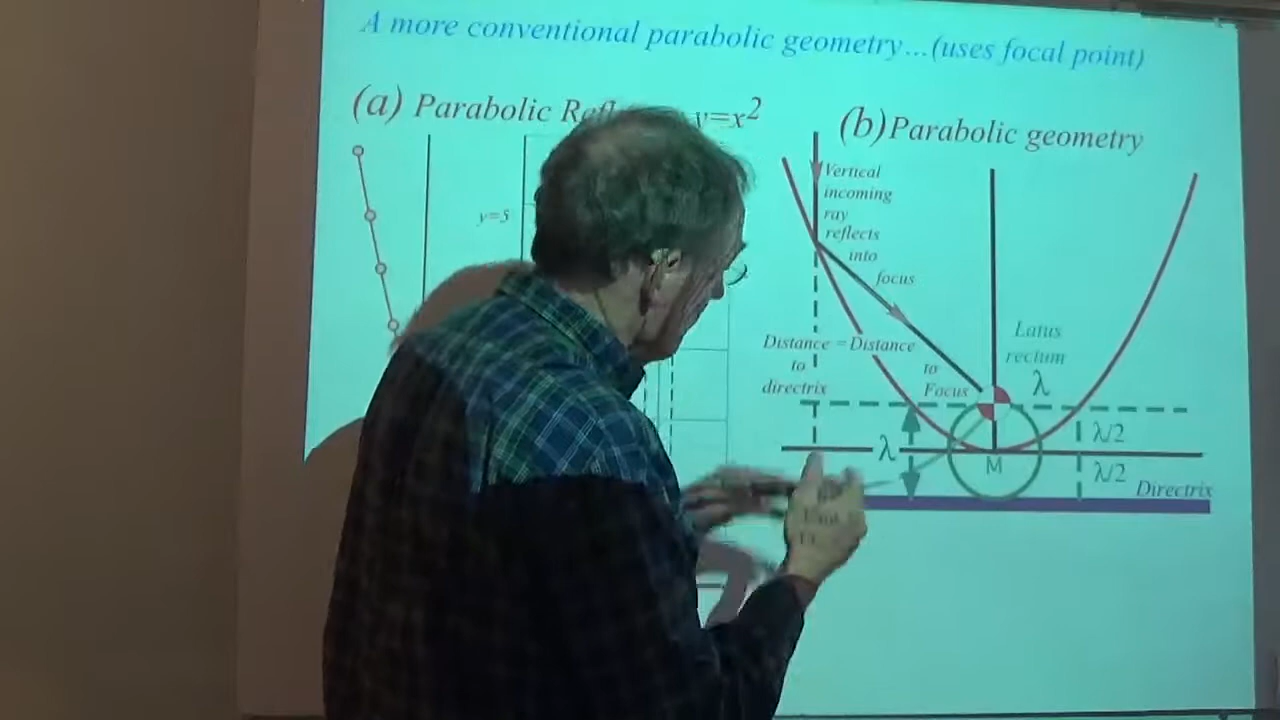 A more conventional parabolic geometry...(uses focal point)
(a) Parabolic y=x2
(b)Parabolic geometry
y=5
Vertical
incoming
ray
reflects
into
focus
Distance = Distance
to
directrix
to
Focus
Latus
rectum
λ
λ
λ/2
λ/2
M
Directrix